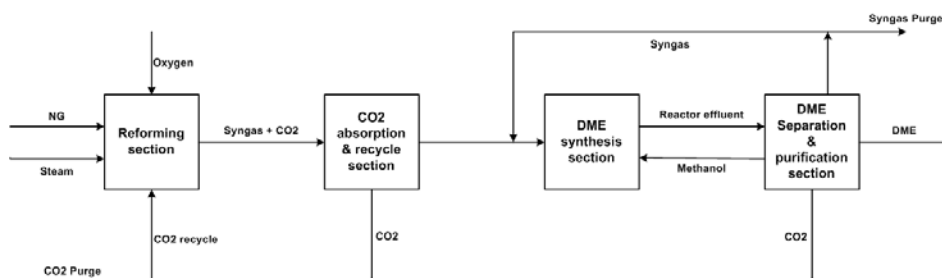 Syngas Purge
Syngas
Oxygen
NG
Steam
Reforming
section
Syngas + CO2
CO2
absorption
& recycle
section
DME
synthesis
section
Reactor effluent
Methanol
DME
Separation
&
purification
section
DME
CO2 recycle
CO2
CO2
CO2 Purge